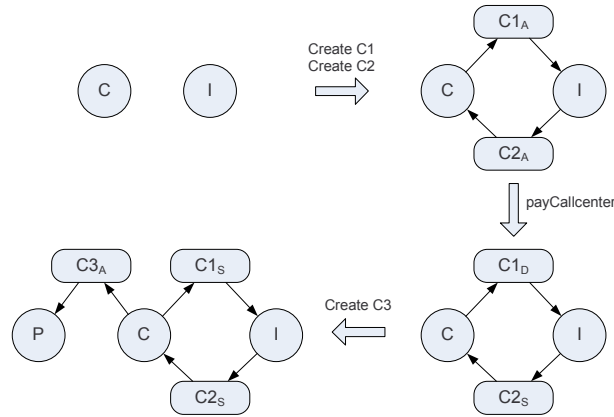 C
I
Create C1
Create C2
C1A
C
I
C2A
payCallcenter
C3A
C1S
P
C
I
C2S
Create C3
C1D
C
I
C2S